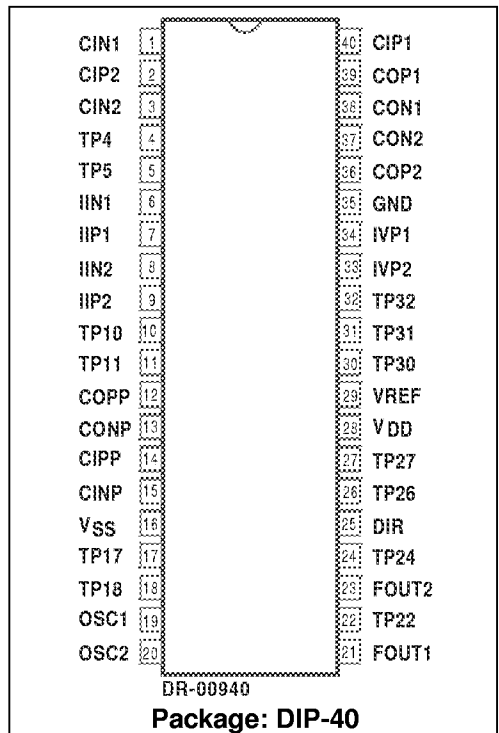 CIN1 1 40 CIP1
CIP2 2 39 COP1
CIN2 3 38 CON1
TP4 4 37 CON2
TP5 5 36 COP2
IIN1 6 35 GND
IIP1 7 34 IVP1
IIN2 8 33 IVP2
IIP2 9 32 TP32
TP10 10 31 TP31
TP11 11 30 TP30
COPP 12 29 VREF
CONP 13 28 VDD
CIPP 14 27 TP27
CINP 15 26 TP26
VSS 16 25 DIR
TP17 17 24 TP24
TP18 18 23 FOUT2
OSC1 19 22 TP22
OSC2 20 21 FOUT1
DR-00940
Package: DIP-40